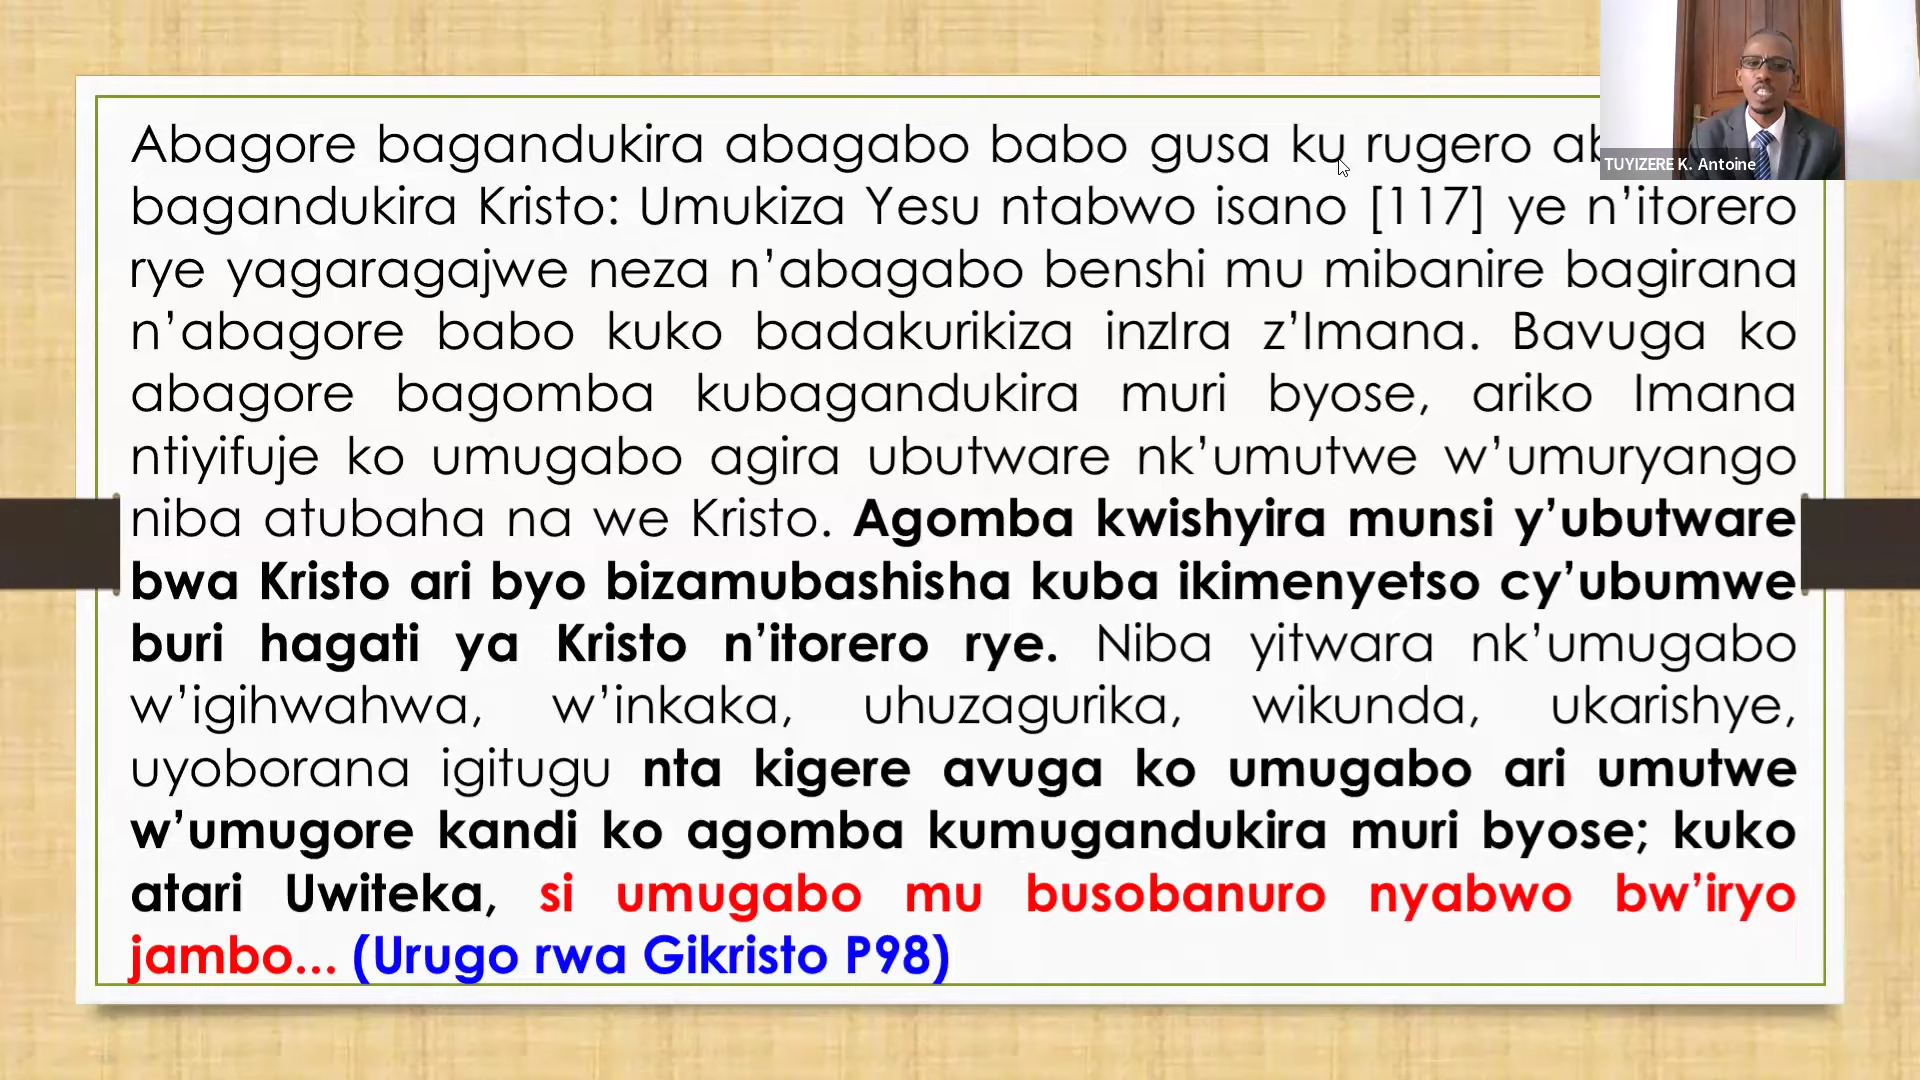 Abagore bagandukira abagabo babo gusa ku rugero
bagandukira Kristo: Umukiza Yesu ntabwo isano [117] ye n’itorero
rye yagaragajwe neza n’abagabo benshi mu mibanire bagirana
n’abagore babo kuko badakurikiza inzIra z’Imana. Bavuga ko
abagore bagomba kubagandukira muri byose, ariko Imana
ntiyifuje ko umugabo agira ubutware nk’umutwe w’umuryango
niba atubaha na we Kristo. Agomba kwishyira munsi y’ubutware
bwa Kristo ari byo bizamubashisha kuba ikimenyetso cy’ubumwe
buri hagati ya Kristo n’itorero rye. Niba yitwara nk’umugabo
w’igihwahwa, w’inkaka, uhuzagurika, wikunda, ukarishye,
uyoborana igitugu nta kigere avuga ko umugabo ari umutwe
w’umugore kandi ko agomba kumugandukira muri byose; kuko
atari Uwiteka, si umugabo mu busobanuro nyabwo bw’iryo
jambo... (Urugo rwa Gikristo P98)
TUYIZERE K. Antoine